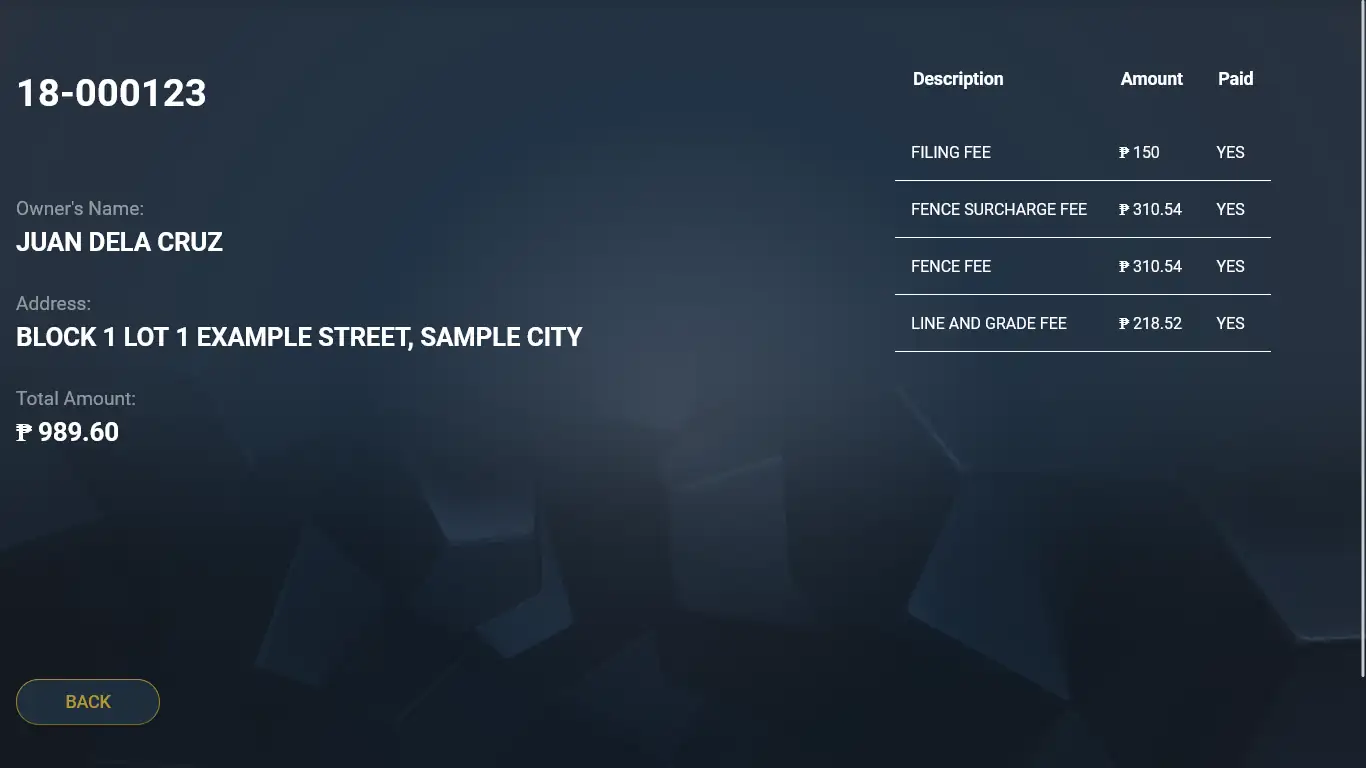 18-000123
Owner's Name:
JUAN DELA CRUZ
Address:
BLOCK 1 LOT 1 EXAMPLE STREET, SAMPLE CITY
Total Amount:
₱ 989.60
Description Amount Paid
FILING FEE ₱ 150 YES
FENCE SURCHARGE FEE ₱ 310.54 YES
FENCE FEE ₱ 310.54 YES
LINE AND GRADE FEE ₱ 218.52 YES
BACK